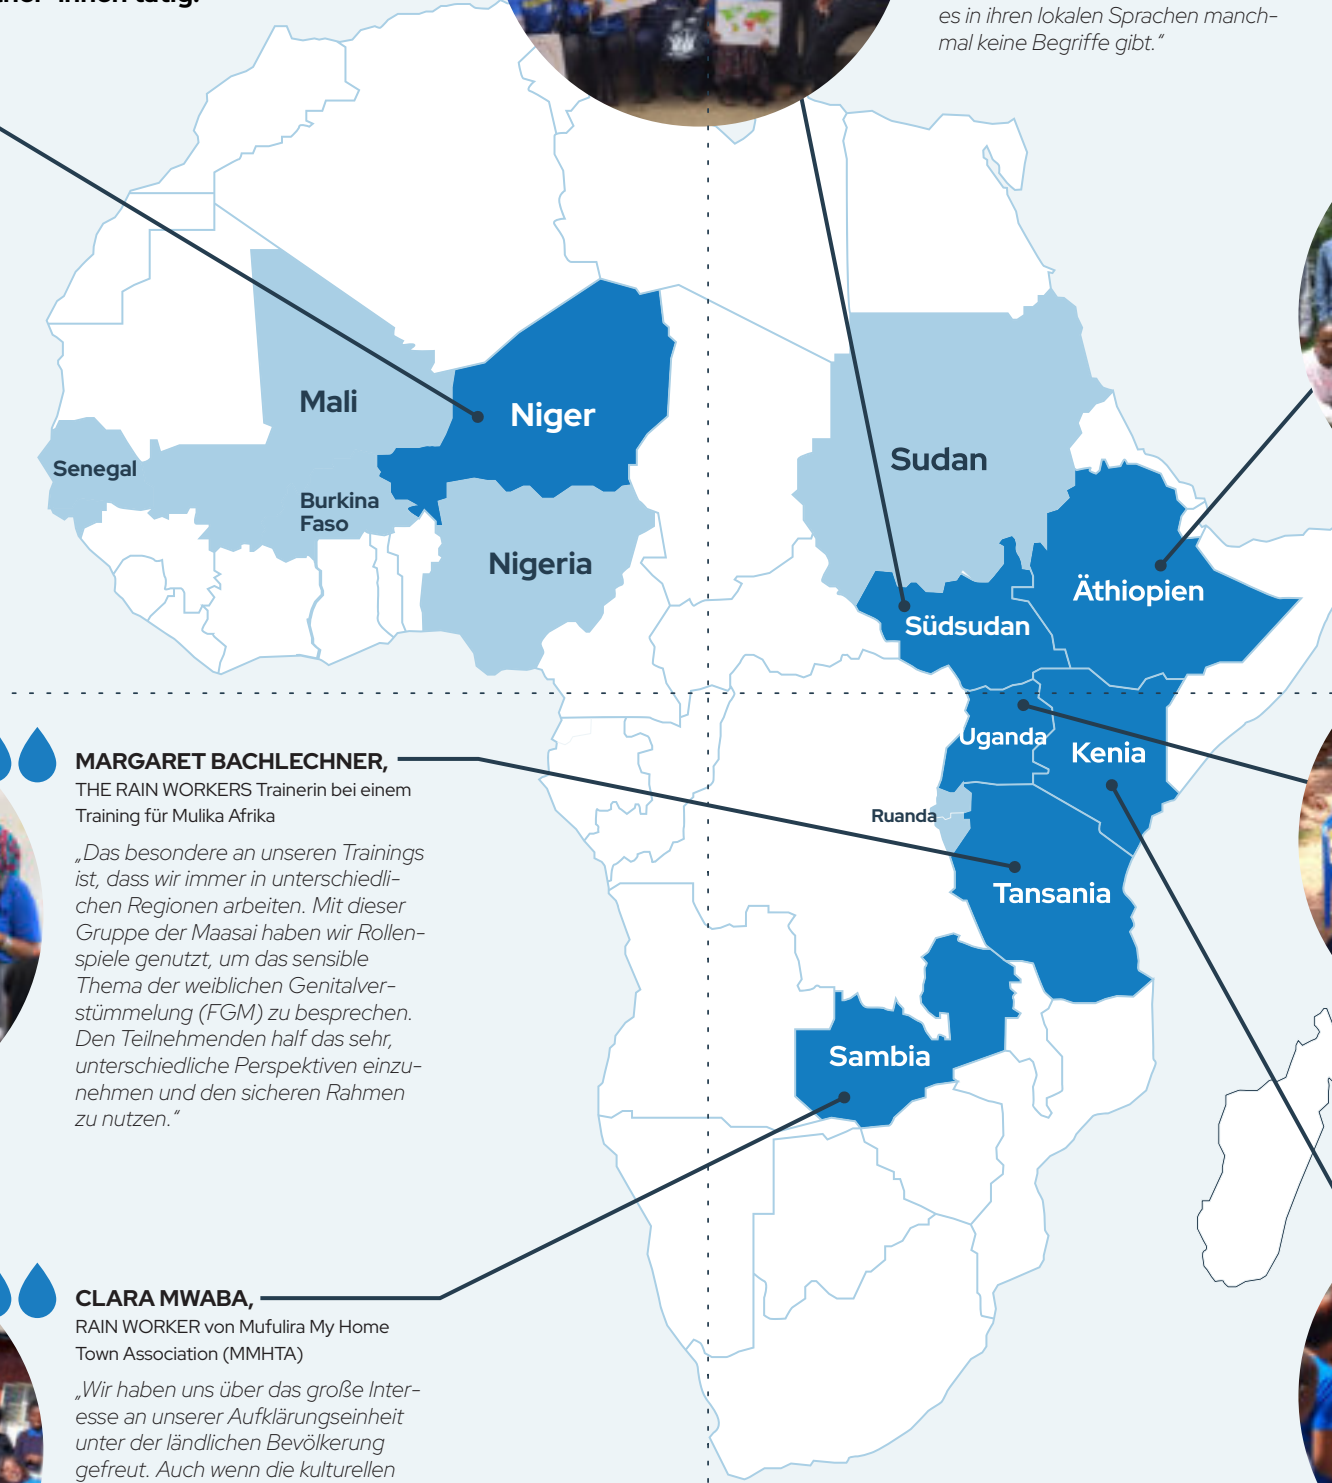 es in ihren lokalen Sprachen manch-
mal keine Begriffe gibt.“
Mali
Niger
Senegal
Burkina
Faso
Nigeria
Sudan
Äthiopien
Südsudan
Uganda
Kenia
Ruanda
Tansania
Sambia
MARGARET BACHLECHNER,
THE RAIN WORKERS Trainerin bei einem
Training für Mulika Afrika
„Das besondere an unseren Trainings
ist, dass wir immer in unterschiedli-
chen Regionen arbeiten. Mit dieser
Gruppe der Maasai haben wir Rollen-
spiele genutzt, um das sensible
Thema der weiblichen Genitalver-
stümmelung (FGM) zu besprechen.
Den Teilnehmenden half das sehr,
unterschiedliche Perspektiven einzu-
nehmen und den sicheren Rahmen
zu nutzen.“
CLARA MWABA,
RAIN WORKER von Mufulira My Home
Town Association (MMHTA)
„Wir haben uns über das große Inter-
esse an unserer Aufklärungseinheit
unter der ländlichen Bevölkerung
gefreut. Auch wenn die kulturellen